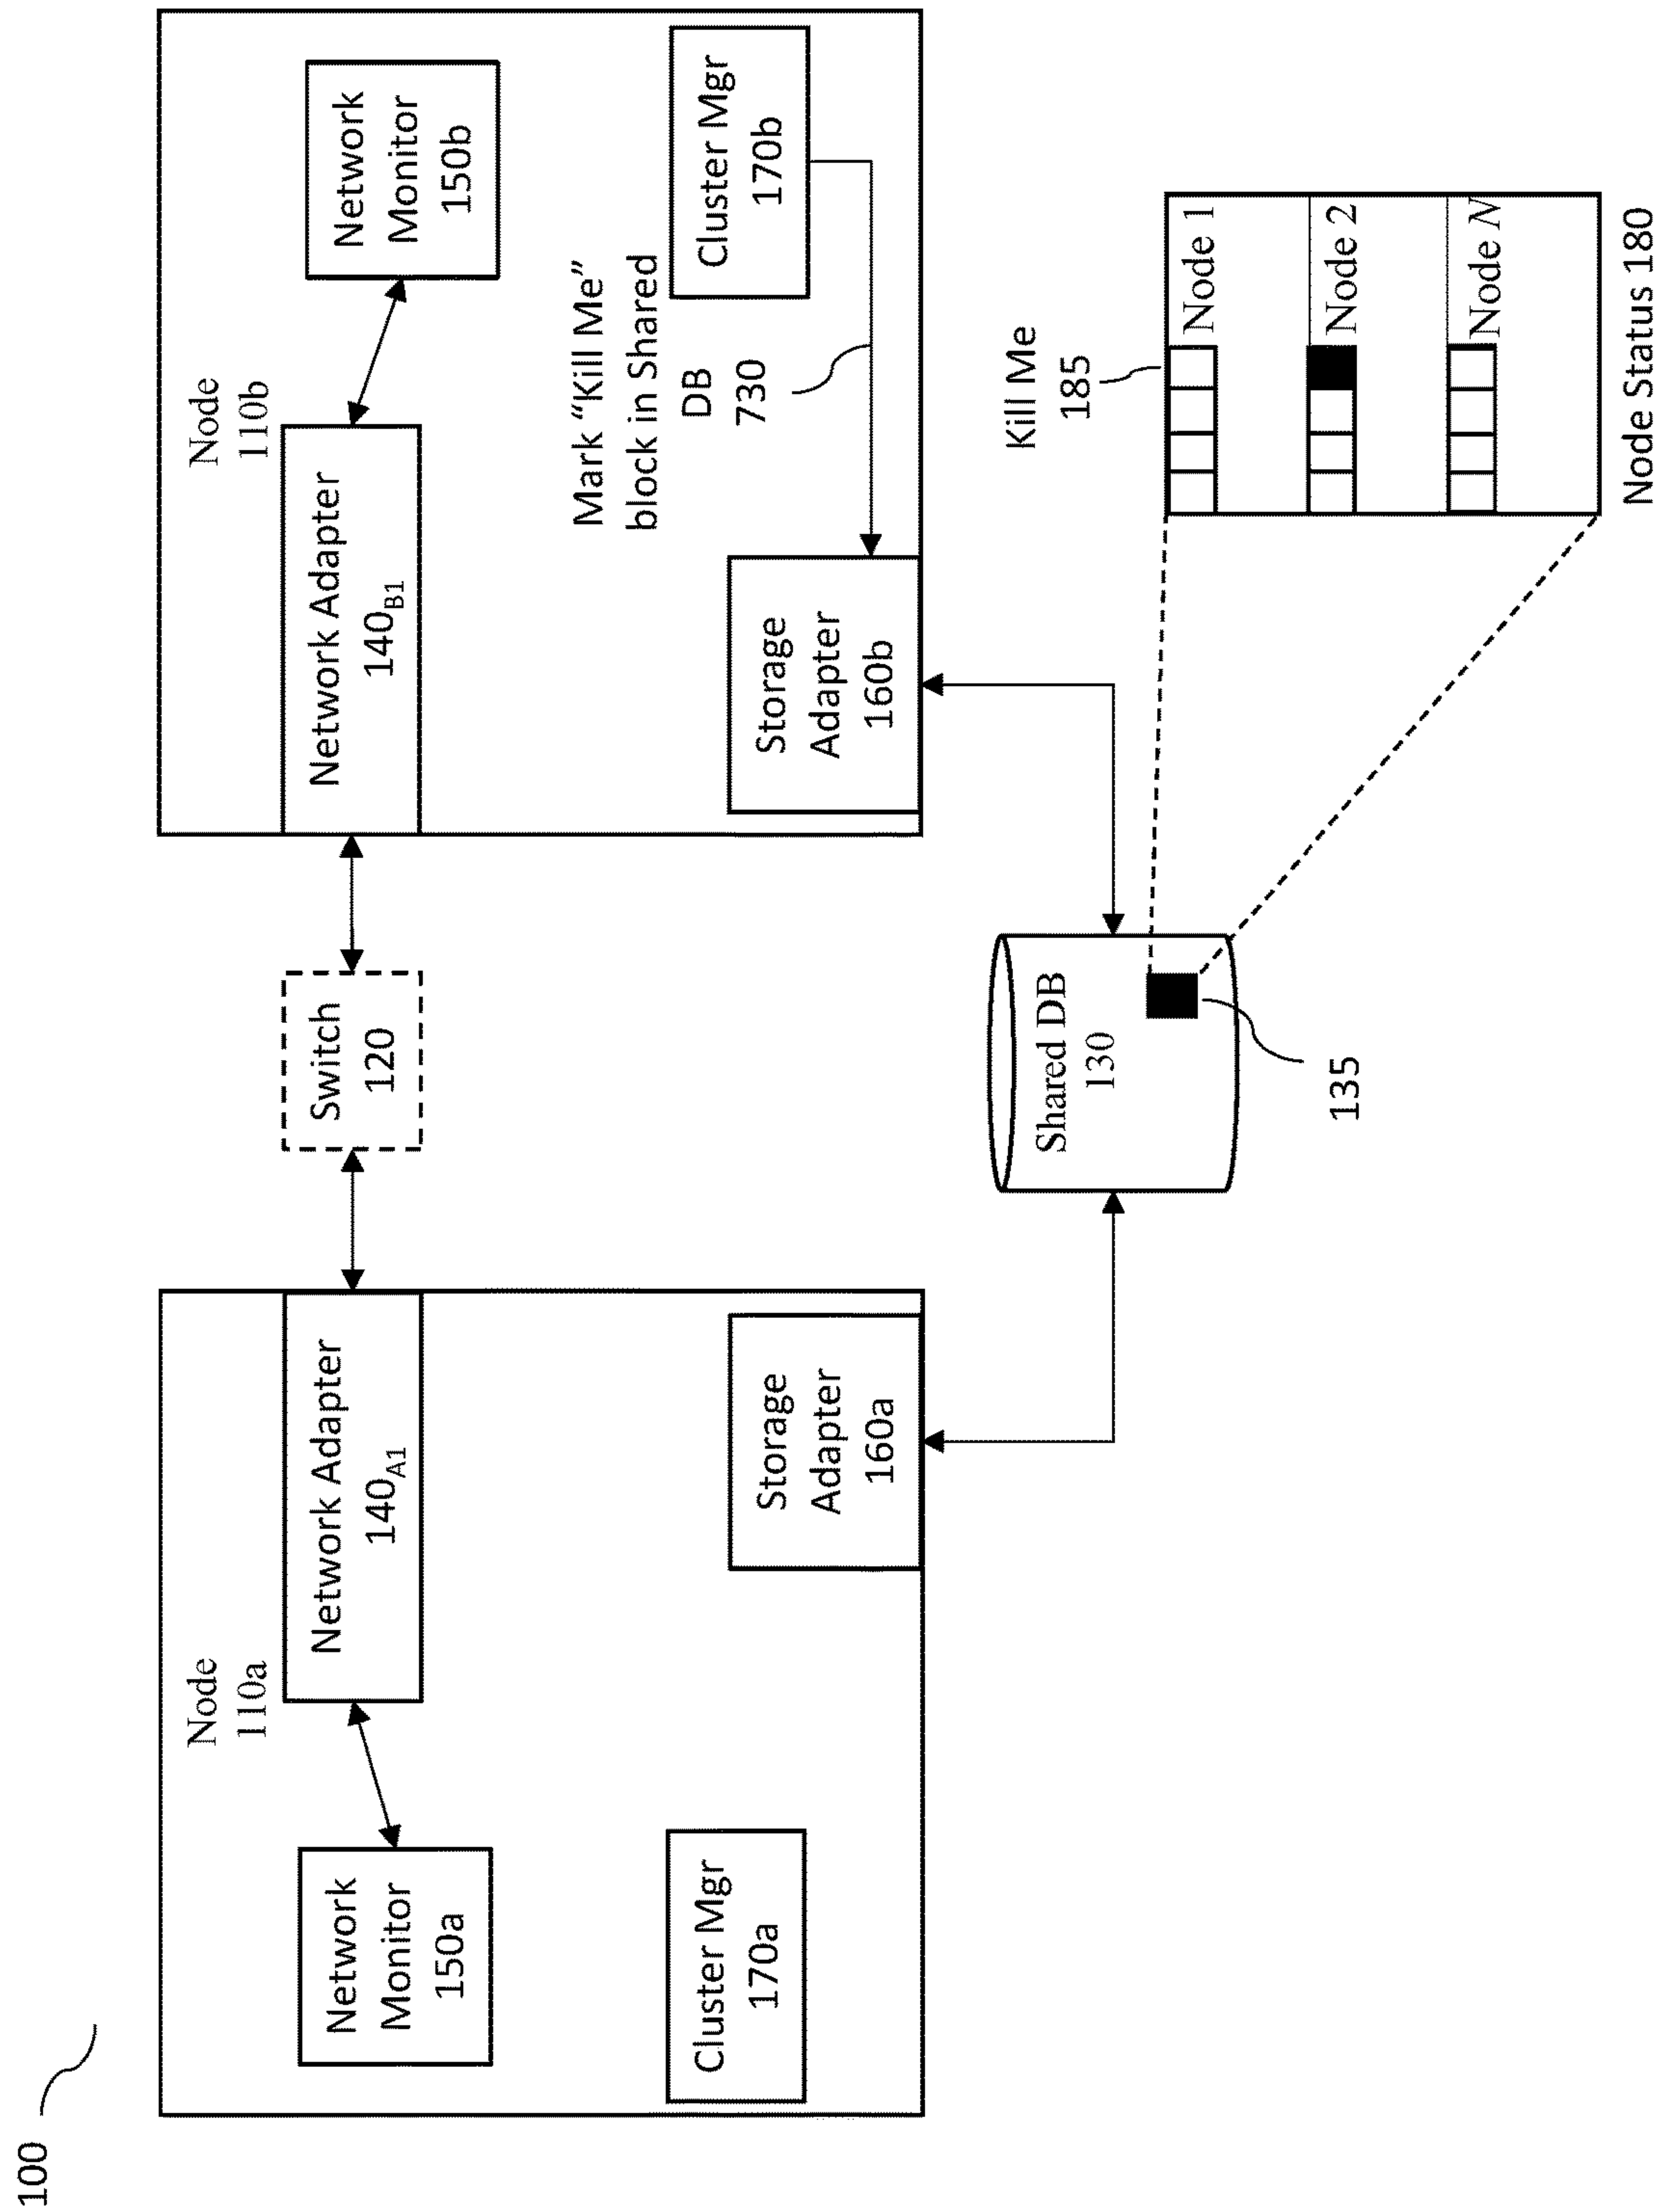 100
Node
110a
Network Monitor
150a
Network Adapter
140A1
Cluster Mgr
170a
Storage
Adapter
160a
Switch
120
Node
110b
Network Adapter
140B1
Network
Monitor
150b
Mark “Kill Me”
block in Shared
DB
730
Cluster Mgr
170b
Storage
Adapter
160b
Shared DB
130
135
Kill Me
185
Node 1
Node 2
Node N
Node Status 180